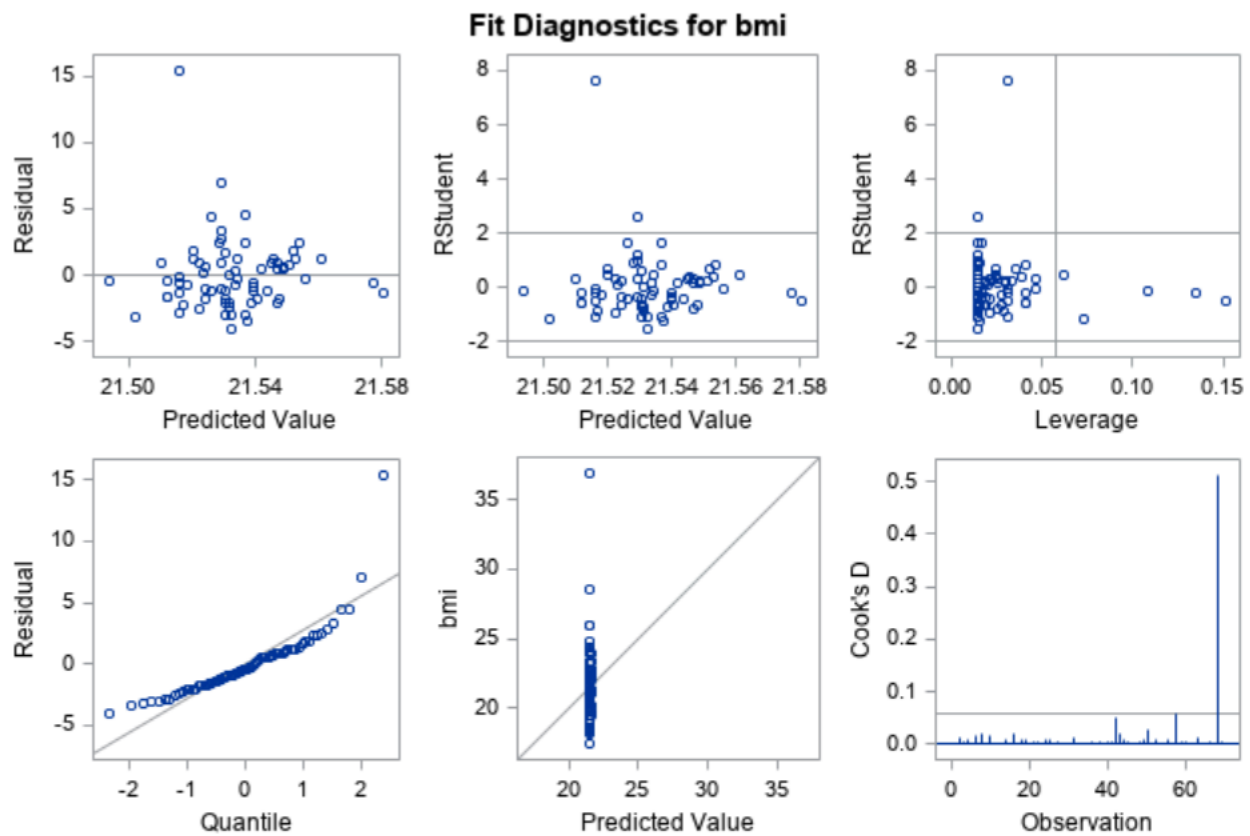 Fit Diagnostics for bmi
15
10
5
0
-5
Residual
21.50 21.54 21.58
Predicted Value
8
6
4
2
0
-2
RStudent
21.50 21.52 21.54 21.56 21.58
Predicted Value
8
6
4
2
0
-2
RStudent
0.00 0.05 0.10 0.15
Leverage
15
10
5
0
-5
Residual
-2 -1 0 1 2
Quantile
35
30
25
20
bmi
20 25 30 35
Predicted Value
0.5
0.4
0.3
0.2
0.1
0.0
Cook's D
0 20 40 60
Observation